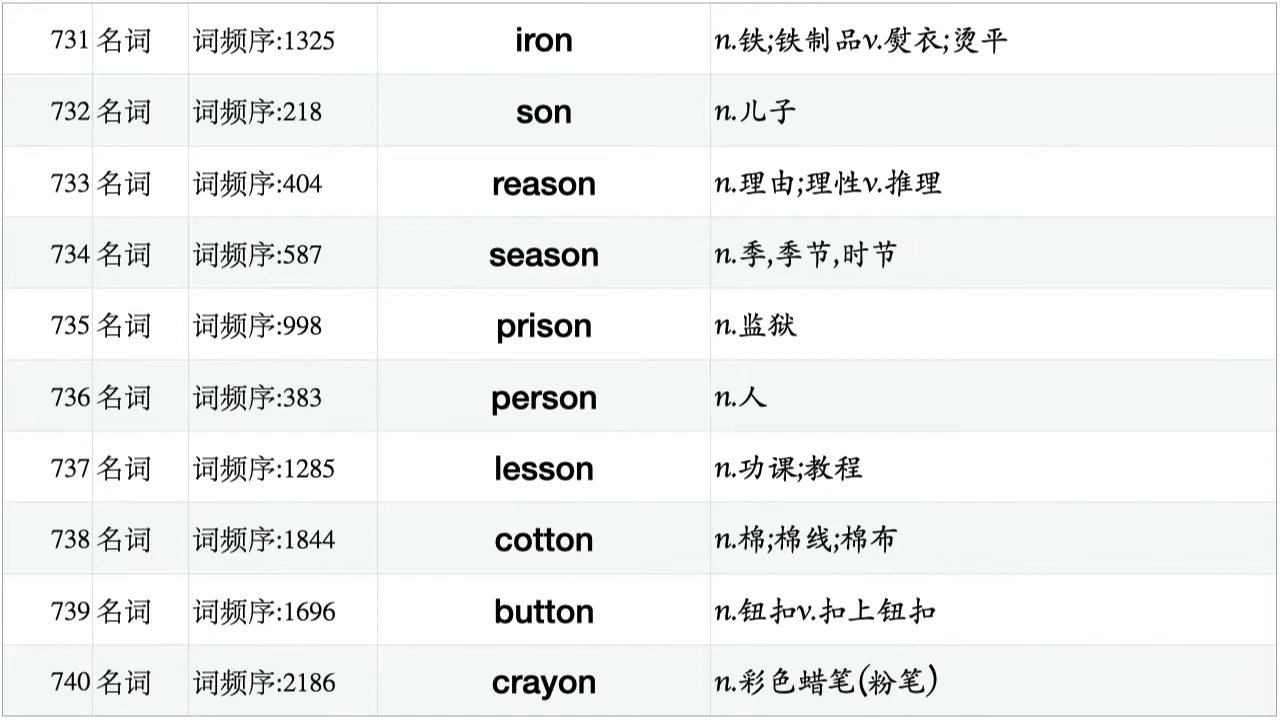 731 名词 词频序:1325 iron n.铁;铁制品v.熨衣;烫平
732 名词 词频序:218 son n.儿子
733 名词 词频序:404 reason n.理由;理性v.推理
734 名词 词频序:587 season n.季,季节,时节
735 名词 词频序:998 prison n.监狱
736 名词 词频序:383 person n.人
737 名词 词频序:1285 lesson n.功课;教程
738 名词 词频序:1844 cotton n.棉;棉线;棉布
739 名词 词频序:1696 button n.钮扣v.扣上钮扣
740 名词 词频序:2186 crayon n.彩色蜡笔(粉笔)